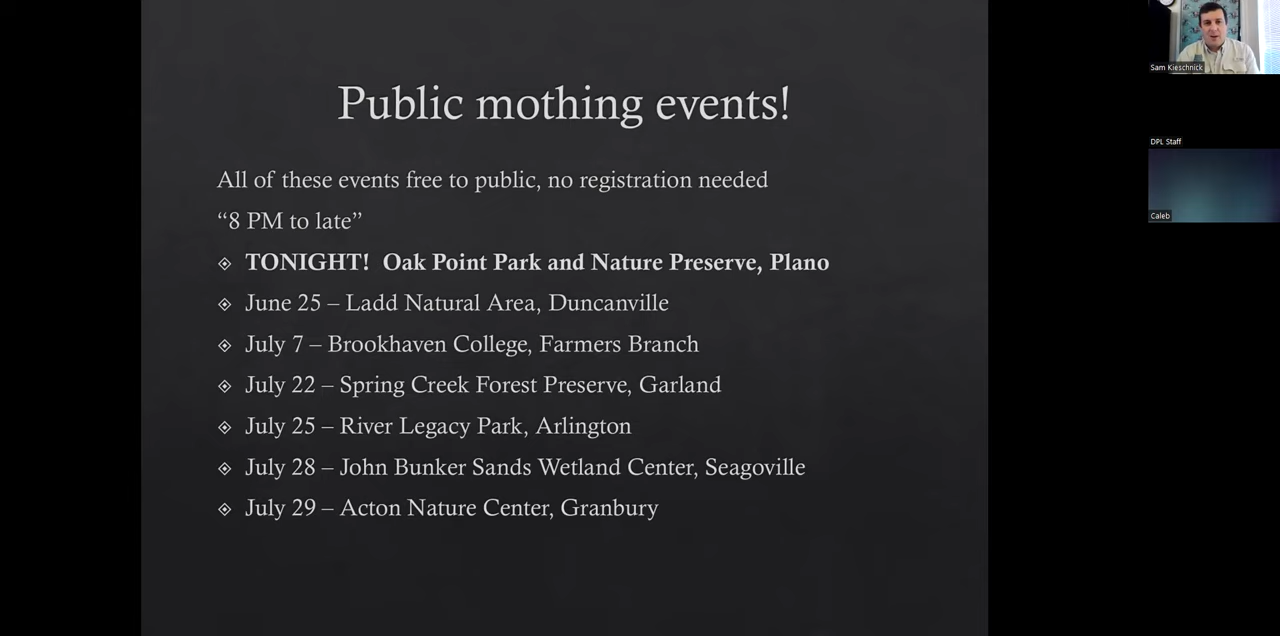 Public mothing events!
All of these events free to public, no registration needed
“8 PM to late”
TONIGHT! Oak Point Park and Nature Preserve, Plano
June 25 – Ladd Natural Area, Duncanville
July 7 – Brookhaven College, Farmers Branch
July 22 – Spring Creek Forest Preserve, Garland
July 25 – River Legacy Park, Arlington
July 28 – John Bunker Sands Wetland Center, Seagoville
July 29 – Acton Nature Center, Granbury
Sam Kieschnick
DPL Staff
Caleb